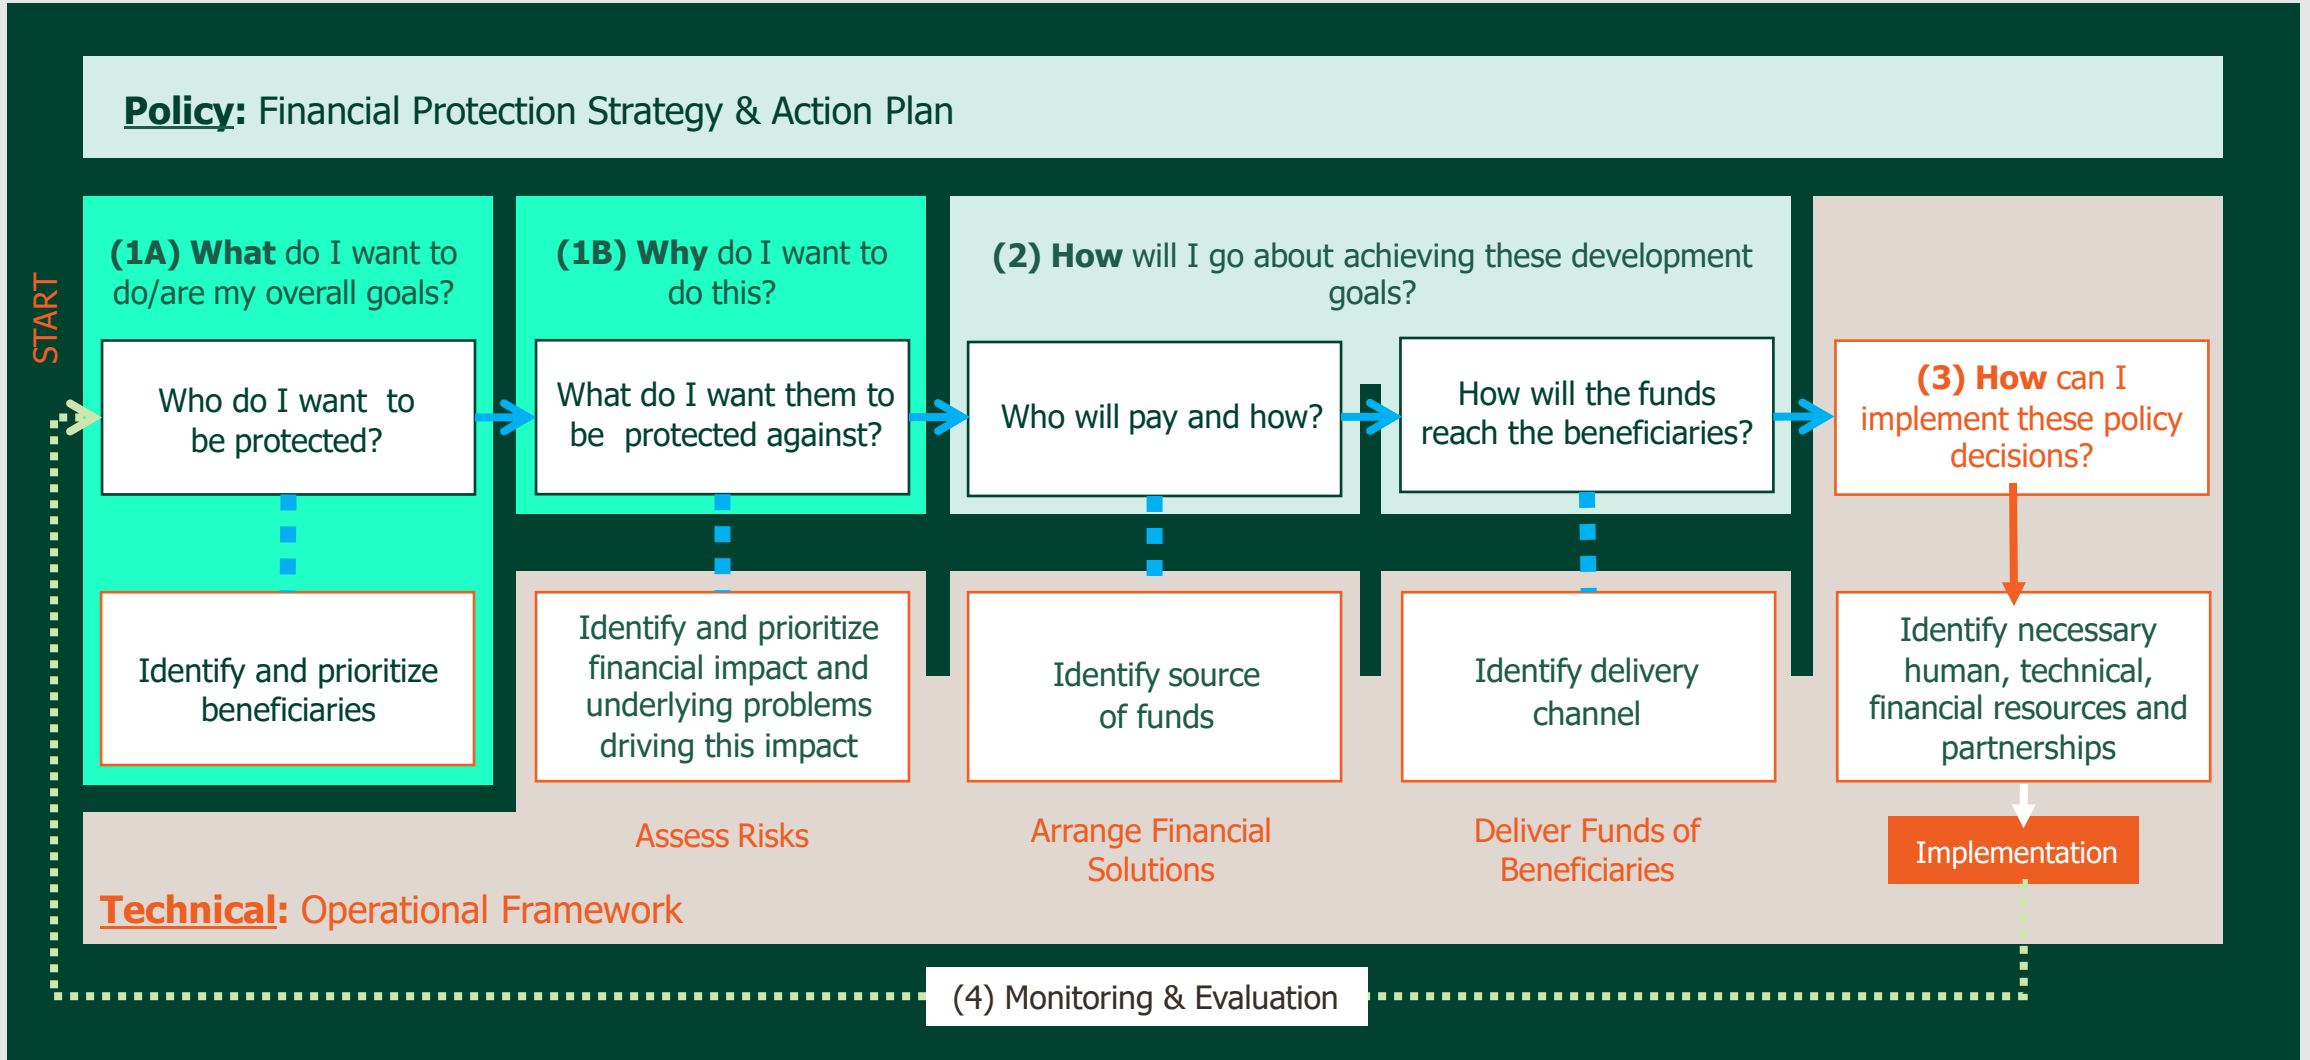 Policy: Financial Protection Strategy & Action Plan
START
(1A) What do I want to
do/are my overall goals?
Who do I want to
be protected?
Identify and prioritize
beneficiaries
(1B) Why do I want to
do this?
What do I want them to
be protected against?
Identify and prioritize
financial impact and
underlying problems
driving this impact
Assess Risks
(2) How will I go about achieving these development
goals?
Who will pay and how?
Identify source
of funds
Arrange Financial
Solutions
How will the funds
reach the beneficiaries?
Identify delivery
channel
Deliver Funds of
Beneficiaries
(3) How can I
implement these policy
decisions?
Identify necessary
human, technical,
financial resources and
partnerships
Implementation
Technical: Operational Framework
(4) Monitoring & Evaluation